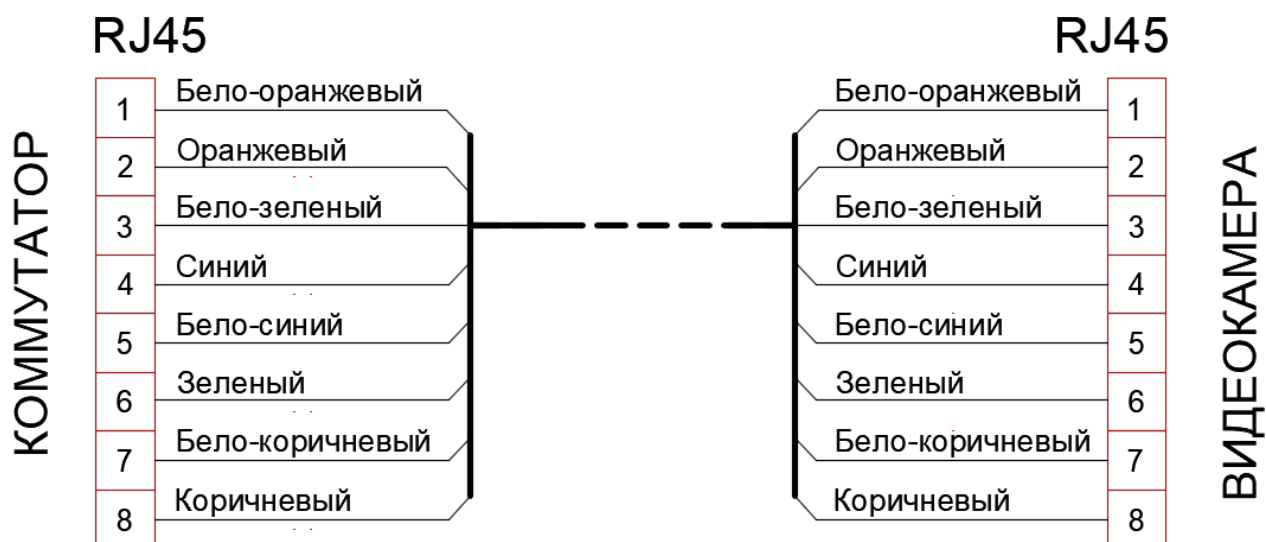 RJ45 RJ45
КОММУТАТОР
1 Бело-оранжевый
2 Оранжевый
3 Бело-зеленый
4 Синий
5 Бело-синий
6 Зеленый
7 Бело-коричневый
8 Коричневый
Бело-оранжевый 1
Оранжевый 2
Бело-зеленый 3
Синий 4
Бело-синий 5
Зеленый 6
Бело-коричневый 7
Коричневый 8
ВИДЕОКАМЕРА